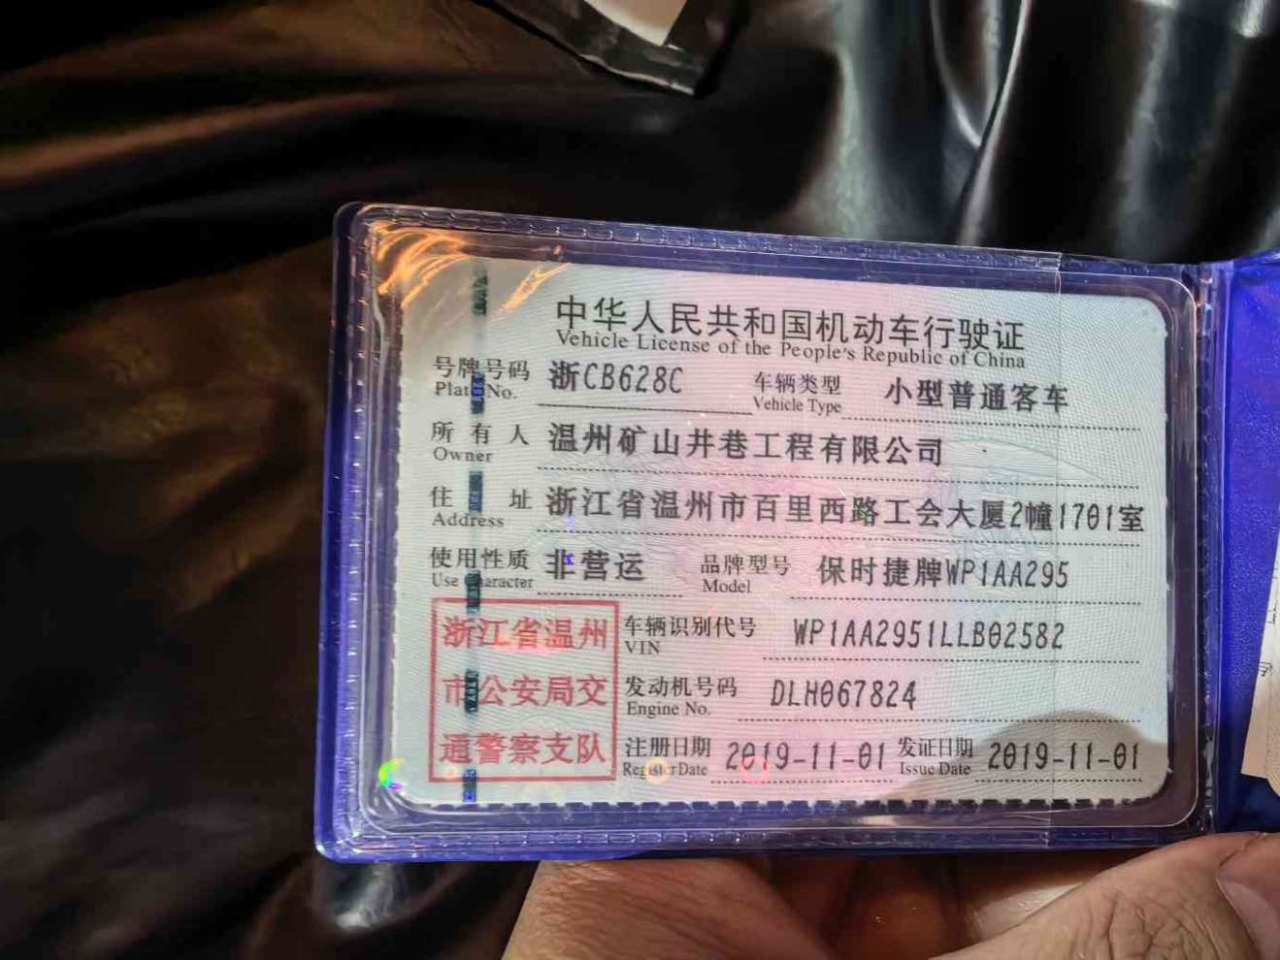 中华人民共和国机动车行驶证
Vehicle License of the People's Republic of China
号牌号码 浙CB628C 车辆类型 小型普通客车
Plate No. Vehicle Type
所有人 温州矿山井巷工程有限公司
Owner
住址 浙江省温州市百里西路工会大厦2幢1701室
Address
使用性质 非营运 品牌型号 保时捷牌WP1AA295
Use Character Model
浙江省温州
市公安局交
通警察支队
车辆识别代号 WP1AA2951LLB02582
VIN
发动机号码 DLH067824
Engine No.
注册日期 2019-11-01 发证日期 2019-11-01
Register Date Issue Date